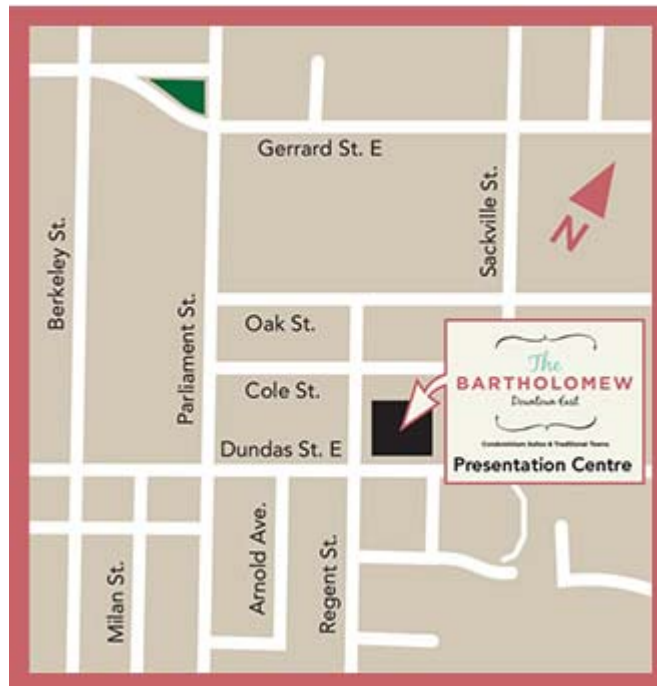 Gerrard St. E
Sackville St.
N
Berkeley St.
Parliament St.
Oak St.
Cole St.
Dundas St. E
The
BARTHOLOMEW
Downtown East
Condominium Suites & Traditional Towns
Presentation Centre
Milan St.
Arnold Ave.
Regent St.